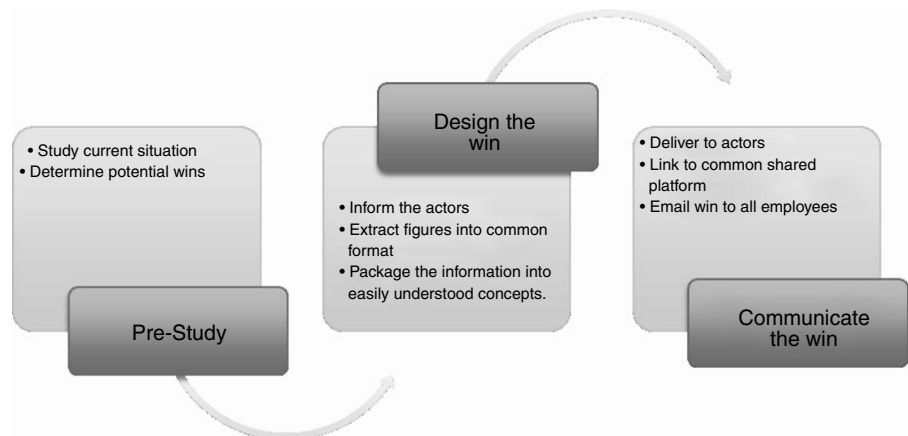 • Study current situation
• Determine potential wins
Pre-Study
Design the
win
• Inform the actors
• Extract figures into common
format
• Package the information into
easily understood concepts.
• Deliver to actors
• Link to common shared
platform
• Email win to all employees
Communicate
the win